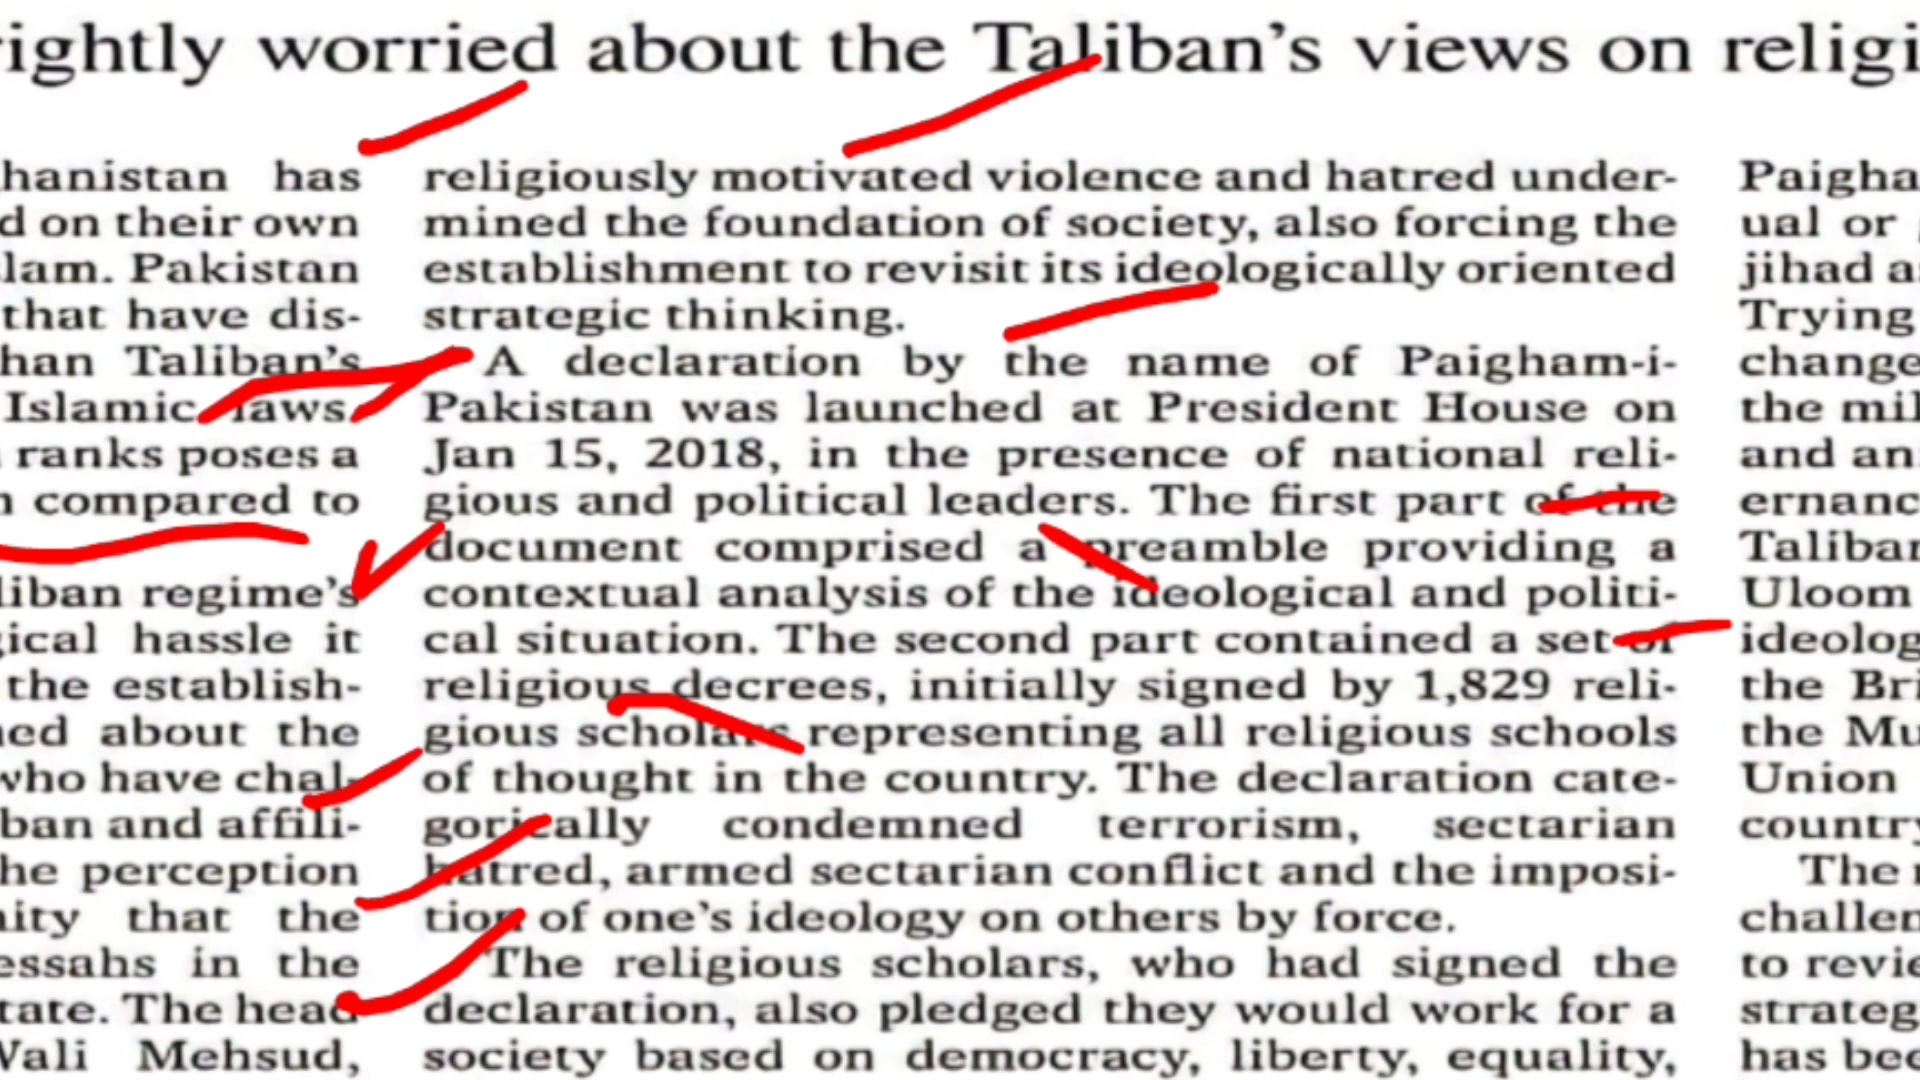 rightly worried about the Taliban's views on religi
hanistan has
d on their own
lam. Pakistan
that have dis-
han Taliban's
Islamic laws.
ranks poses a
compared to
liban regime's
gical hassle it
the establish-
ned about the
who have chal-
ban and affili-
he perception
nity that the
essahs in the
tate. The head
Wali Mehsud,
religiously motivated violence and hatred under-
mined the foundation of society, also forcing the
establishment to revisit its ideologically oriented
strategic thinking.
A declaration by the name of Paigham-i-
Pakistan was launched at President House on
Jan 15, 2018, in the presence of national reli-
gious and political leaders. The first part of the
document comprised a preamble providing a
contextual analysis of the ideological and politi-
cal situation. The second part contained a set of
religious decrees, initially signed by 1,829 reli-
gious scholars representing all religious schools
of thought in the country. The declaration cate-
gorically condemned terrorism, sectarian
hatred, armed sectarian conflict and the imposi-
tion of one's ideology on others by force.
The religious scholars, who had signed the
declaration, also pledged they would work for a
society based on democracy, liberty, equality,
Paigha
ual or
jihad a
Trying
change
the mil
and an
ernanc
Taliban
Uloom
ideolog
the Bri
the Mu
Union
country
The
challen
to revie
strateg
has bee